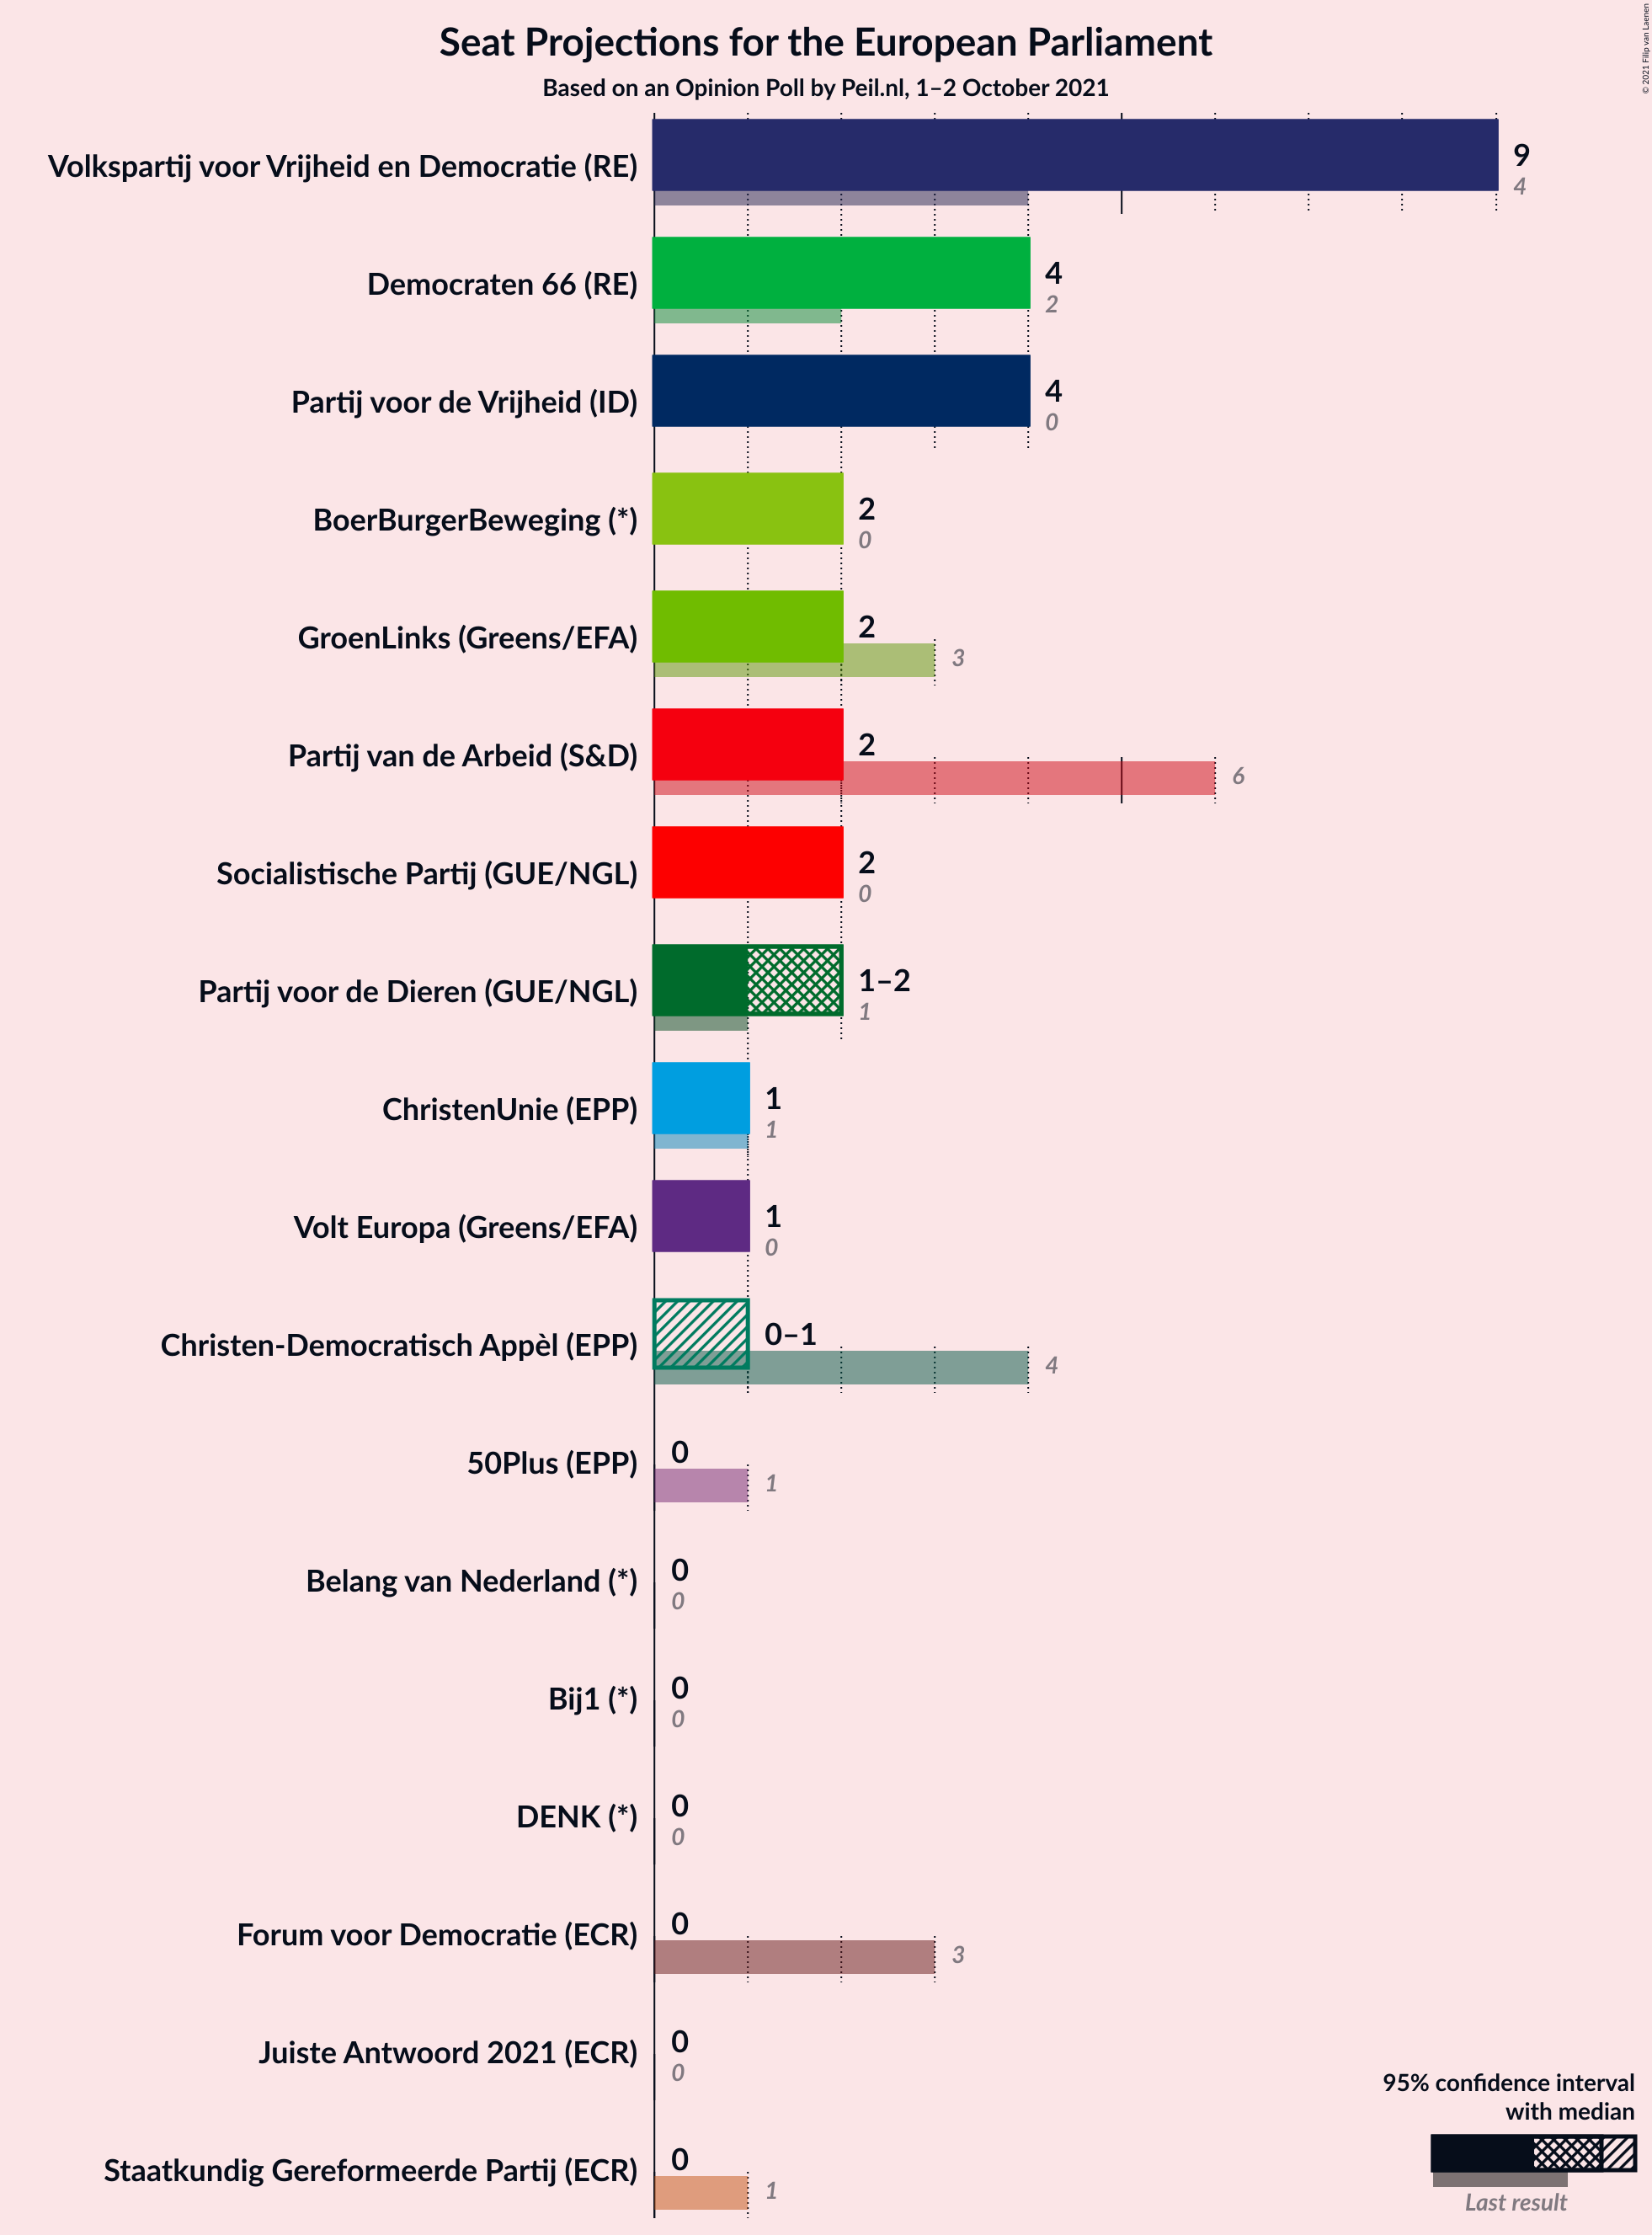 Seat Projections for the European Parliament
Based on an Opinion Poll by Peil.nl, 1–2 October 2021
© 2021 Filip van Laenen
Volkspartij voor Vrijheid en Democratie (RE)
9
4
Democraten 66 (RE)
4
2
Partij voor de Vrijheid (ID)
4
0
BoerBurgerBeweging (*)
2
0
GroenLinks (Greens/EFA)
2
3
Partij van de Arbeid (S&D)
2
6
Socialistische Partij (GUE/NGL)
2
0
Partij voor de Dieren (GUE/NGL)
1–2
1
ChristenUnie (EPP)
1
1
Volt Europa (Greens/EFA)
1
0
Christen-Democratisch Appèl (EPP)
0–1
4
50Plus (EPP)
0
1
Belang van Nederland (*)
0
0
Bij1 (*)
0
0
DENK (*)
0
0
Forum voor Democratie (ECR)
0
3
Juiste Antwoord 2021 (ECR)
0
0
Staatkundig Gereformeerde Partij (ECR)
0
1
95% confidence interval
with median
Last result